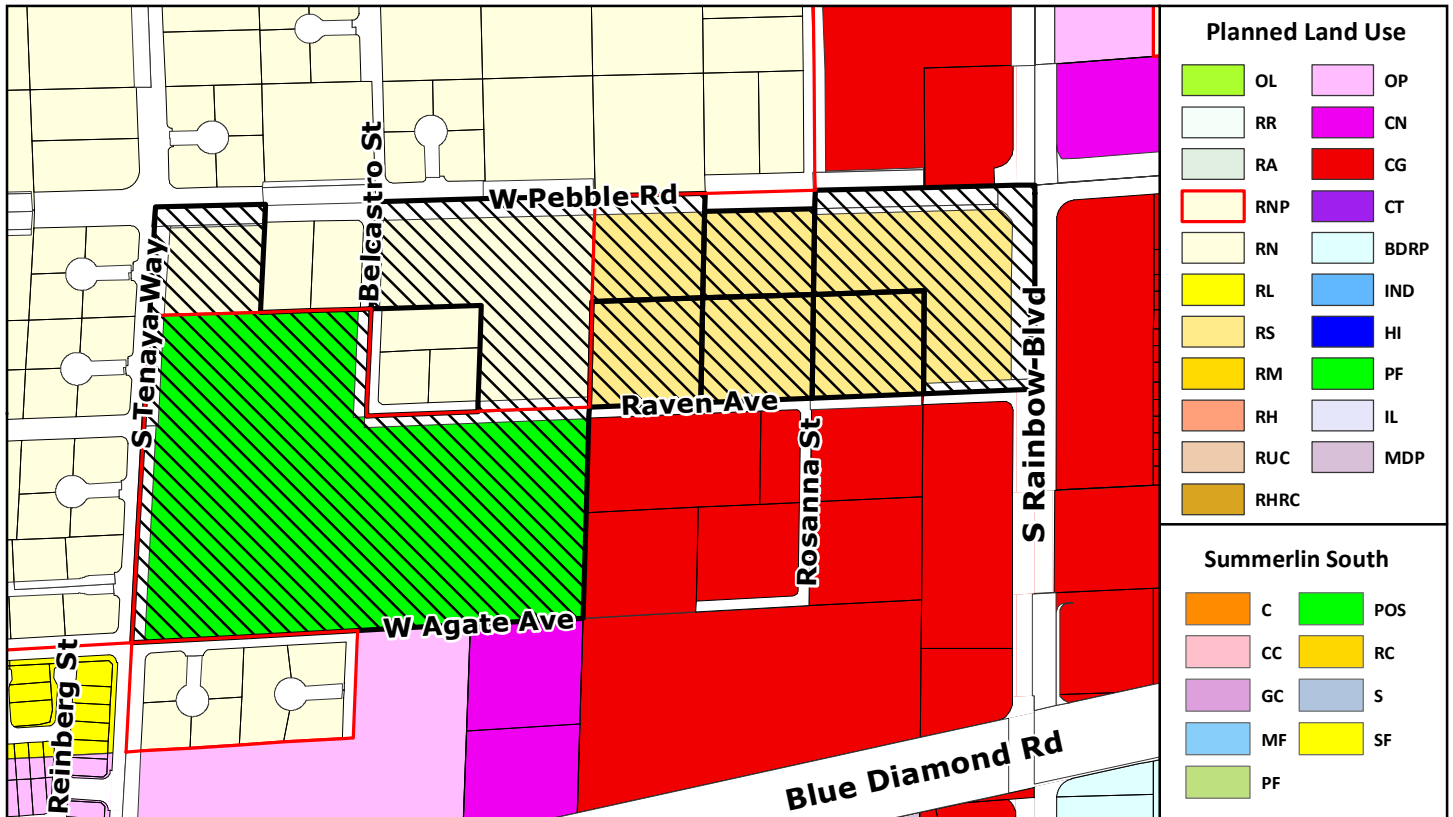 W Pebble Rd
Belcastro St
S Tenaya Way
Raven Ave
Rosanna St
S Rainbow Blvd
W Agate Ave
Reinberg St
Blue Diamond Rd
Planned Land Use
OL
OP
RR
CN
RA
CG
RNP
CT
RN
BDRP
RL
IND
RS
HI
RM
PF
RH
IL
RUC
MDP
RHRC
Summerlin South
C
POS
CC
RC
GC
S
MF
SF
PF